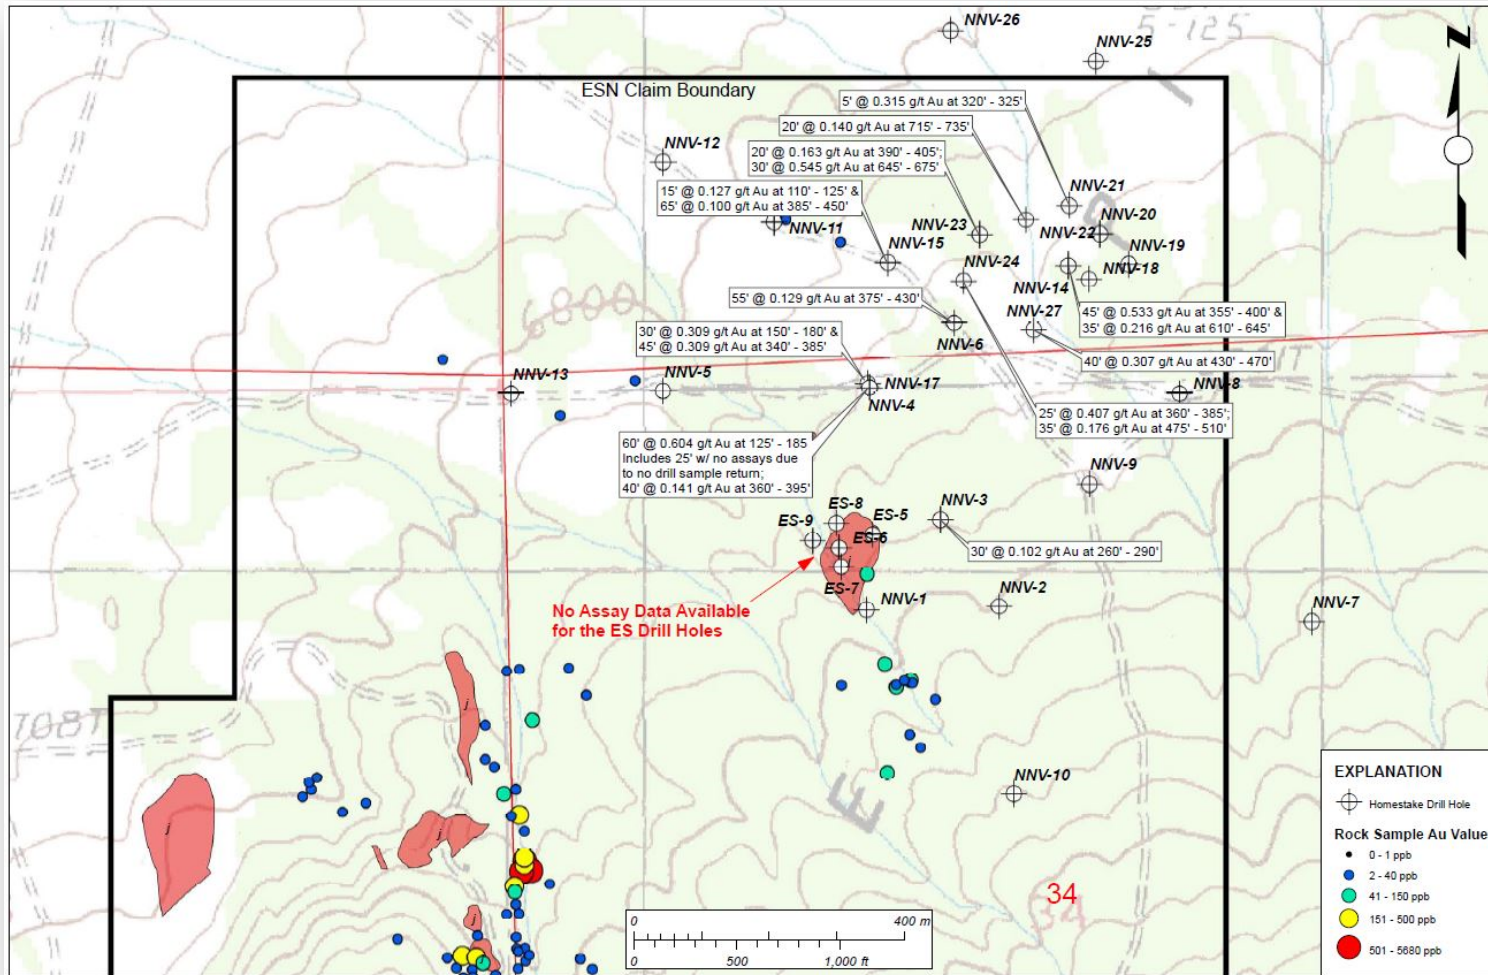 NNV-26
5-125
NNV-25
N
ESN Claim Boundary
5' @ 0.315 g/t Au at 320' - 325'
20' @ 0.140 g/t Au at 715' - 735'
NNV-12
20' @ 0.163 g/t Au at 390' - 405';
30' @ 0.545 g/t Au at 645' - 675'
15' @ 0.127 g/t Au at 110' - 125' &
65' @ 0.100 g/t Au at 385' - 450'
NNV-21
NNV-20
NNV-11
NNV-23
NNV-22
NNV-19
NNV-15
NNV-24
NNV-18
NNV-14
6800
55' @ 0.129 g/t Au at 375' - 430'
NNV-27
45' @ 0.533 g/t Au at 355' - 400' &
35' @ 0.216 g/t Au at 610' - 645'
30' @ 0.309 g/t Au at 150' - 180' &
45' @ 0.309 g/t Au at 340' - 385'
NNV-6
40' @ 0.307 g/t Au at 430' - 470'
NNV-13
NNV-5
NNV-17
NNV-4
NNV-8
25' @ 0.407 g/t Au at 360' - 385';
35' @ 0.176 g/t Au at 475' - 510'
60' @ 0.604 g/t Au at 125' - 185
Includes 25' w/ no assays due
to no drill sample return;
40' @ 0.141 g/t Au at 360' - 395'
NNV-9
ES-8
NNV-3
ES-9
ES-5
ES-6
30' @ 0.102 g/t Au at 260' - 290'
ES-7
NNV-1
NNV-2
NNV-7
No Assay Data Available
for the ES Drill Holes
j
7087T
NNV-10
E
j
j
j
34
34
0 400 m
0 500 1,000 ft
EXPLANATION
Homestake Drill Hole
Rock Sample Au Value
0 - 1 ppb
2 - 40 ppb
41 - 150 ppb
151 - 500 ppb
501 - 5680 ppb